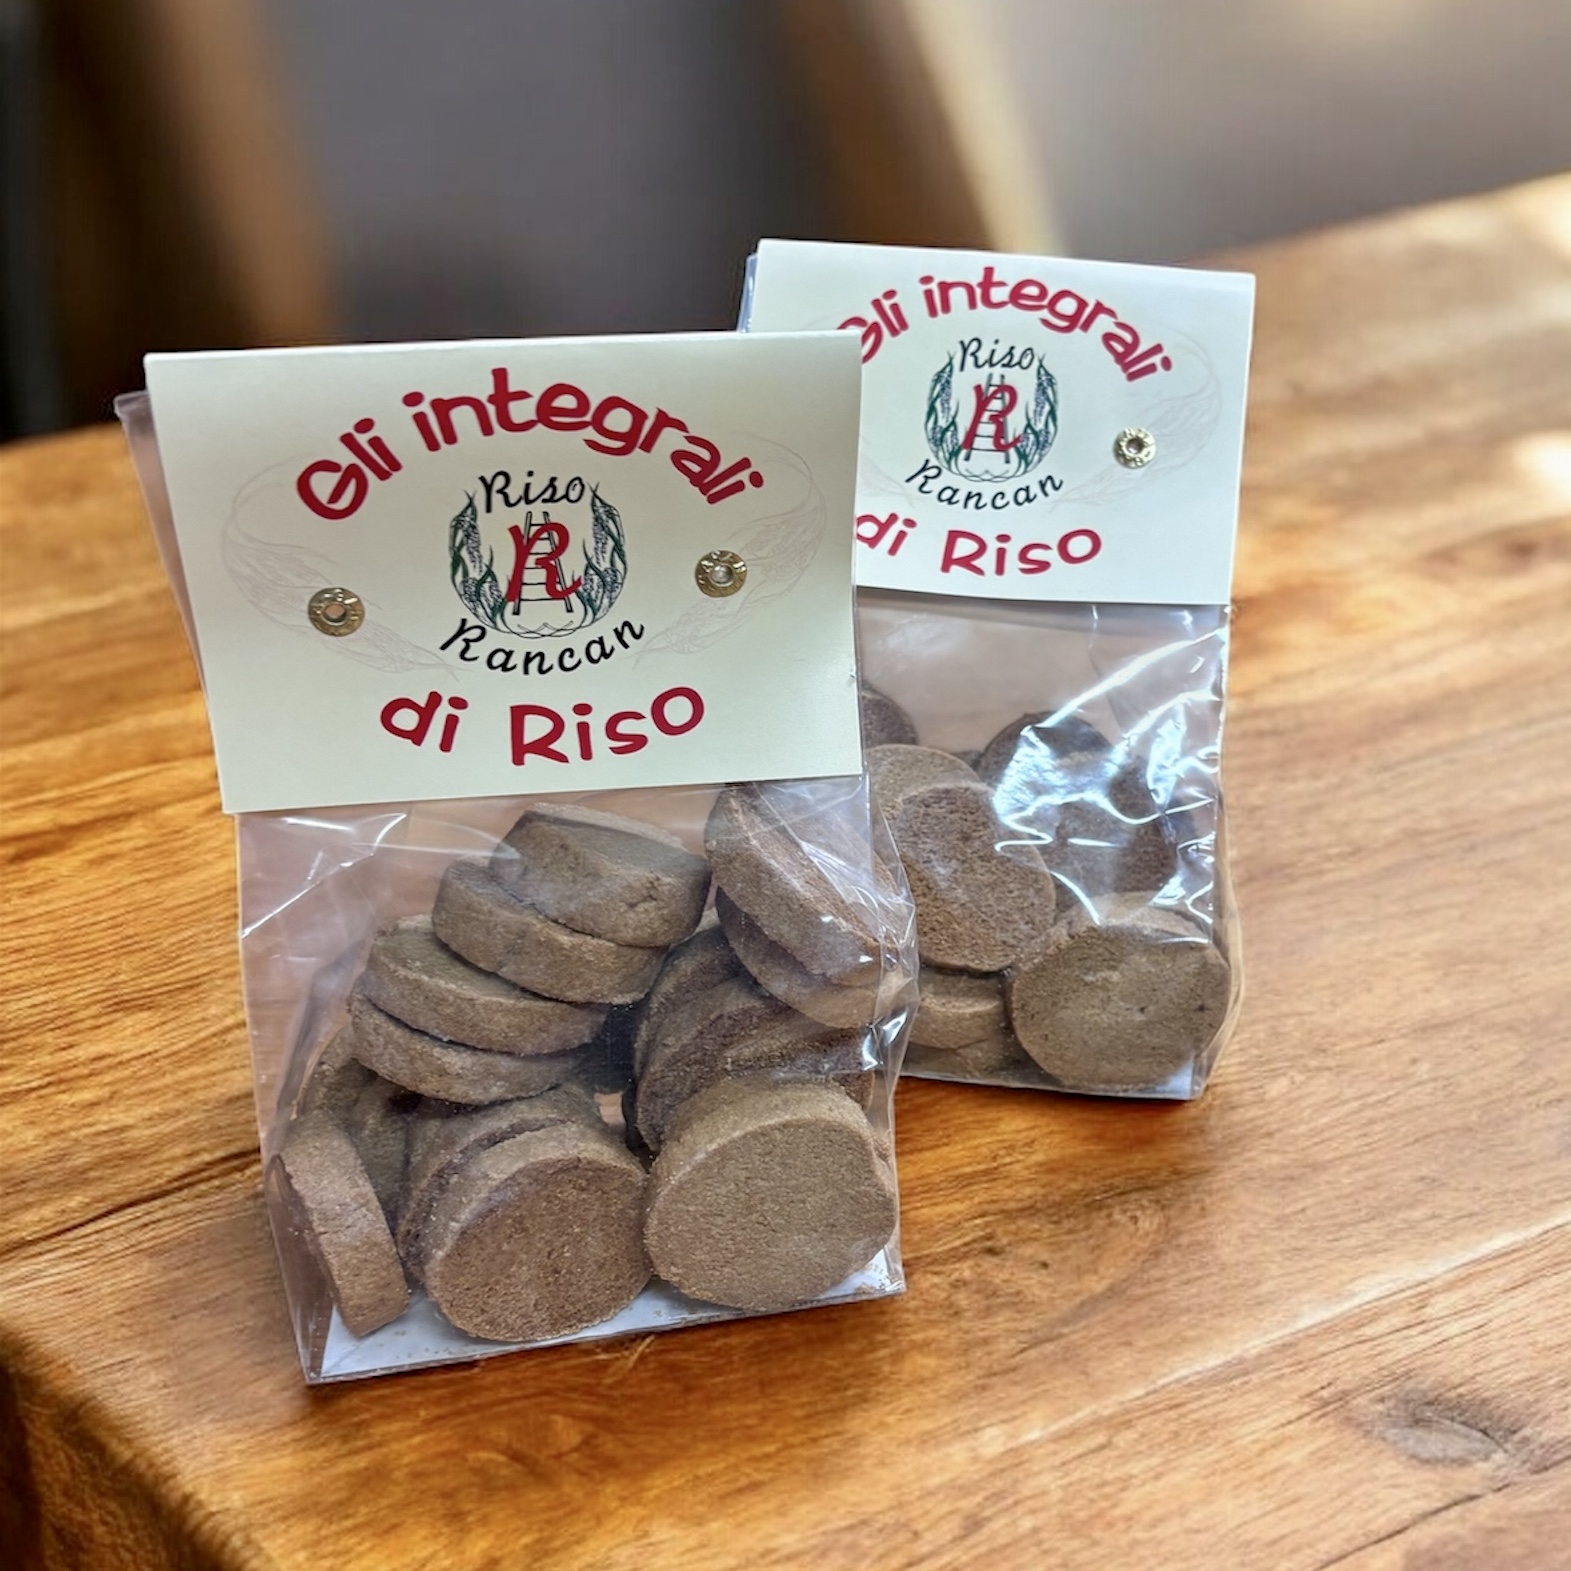 Gli integrali
Riso
R
Rancan
di Riso
Gli integrali
Riso
R
Rancan
di Riso